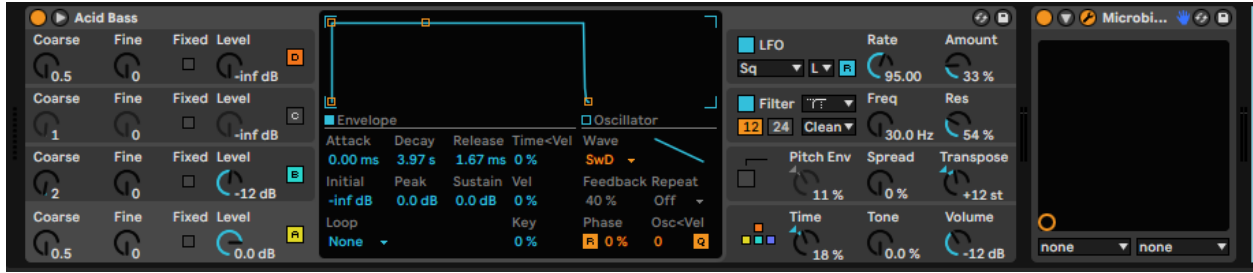 Acid Bass
Coarse Fine Fixed Level
0.5 0 -inf dB D
Coarse Fine Fixed Level
1 0 -inf dB C
Coarse Fine Fixed Level
2 0 -12 dB B
Coarse Fine Fixed Level
0.5 0 0.0 dB A
Envelope Oscillator
Attack Decay Release Time<Vel Wave
0.00 ms 3.97 s 1.67 ms 0 % SwD
Initial Peak Sustain Vel Feedback Repeat
-inf dB 0.0 dB 0.0 dB 0 % 40 % Off
Loop Key Phase Osc<Vel
None 0 % R 0 % 0 Q
LFO Rate Amount
Sq L R 95.00 33 %
Filter Freq Res
12 24 Clean 30.0 Hz 54 %
Pitch Env Spread Transpose
11 % 0 % +12 st
Time Tone Volume
18 % 0.0 % -12 dB
Microbi...
none none